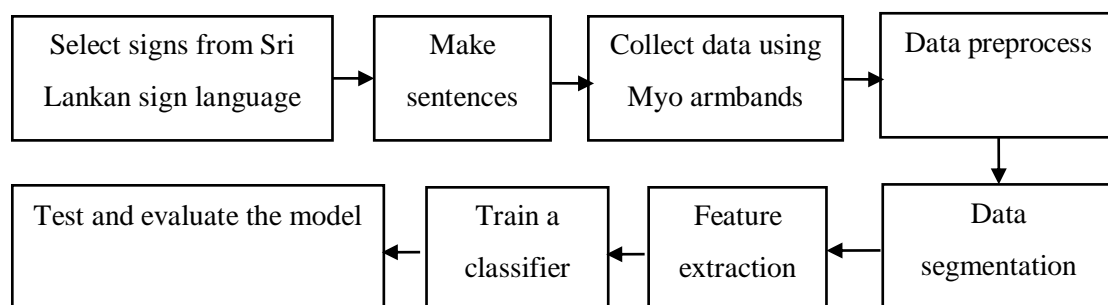 Select signs from Sri
Lankan sign language
Make
sentences
Collect data using
Myo armbands
Data preprocess
Data
segmentation
Feature
extraction
Train a
classifier
Test and evaluate the model